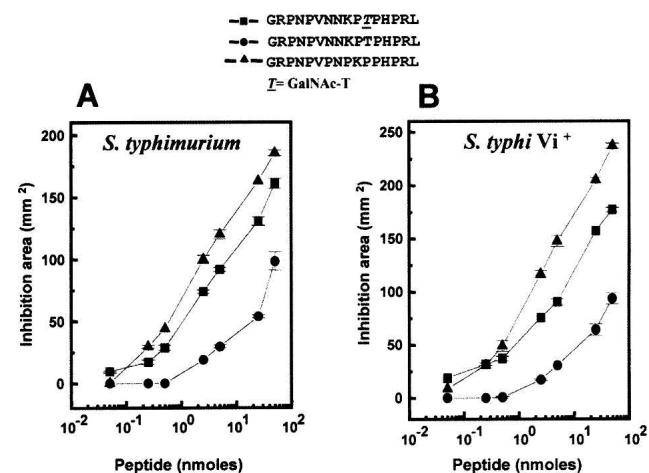 GRPNPVNNKPTPHPRL
GRPNPVNNKPTPHPRL
GRPNPVPNPKPPHPRL
T= GalNAc-T
A
B
S. typhimurium
S. typhi Vi +
Inhibition area (mm ²)
200
150
100
50
0
10-2 10-1 100 101 102
Peptide (nmoles)
Inhibition area (mm ²)
250
200
150
100
50
0
10-2 10-1 100 101 102
Peptide (nmoles)